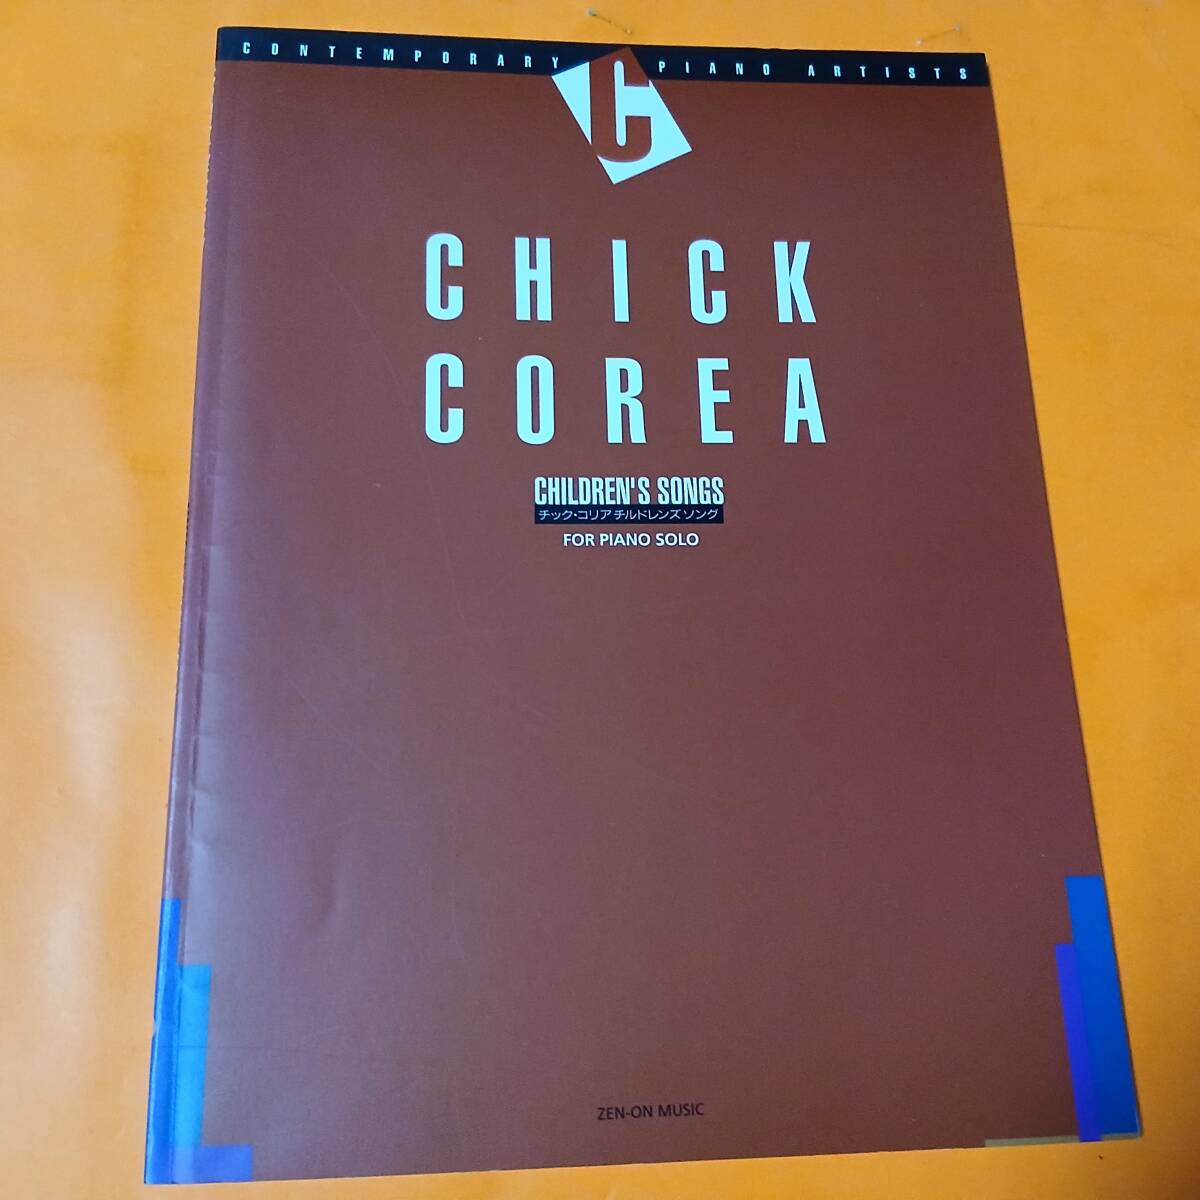 CONTEMPORARY PIANO ARTISTS
C
CHICK
COREA
CHILDREN'S SONGS
チック・コリア チルドレンズ ソング
FOR PIANO SOLO
ZEN-ON MUSIC